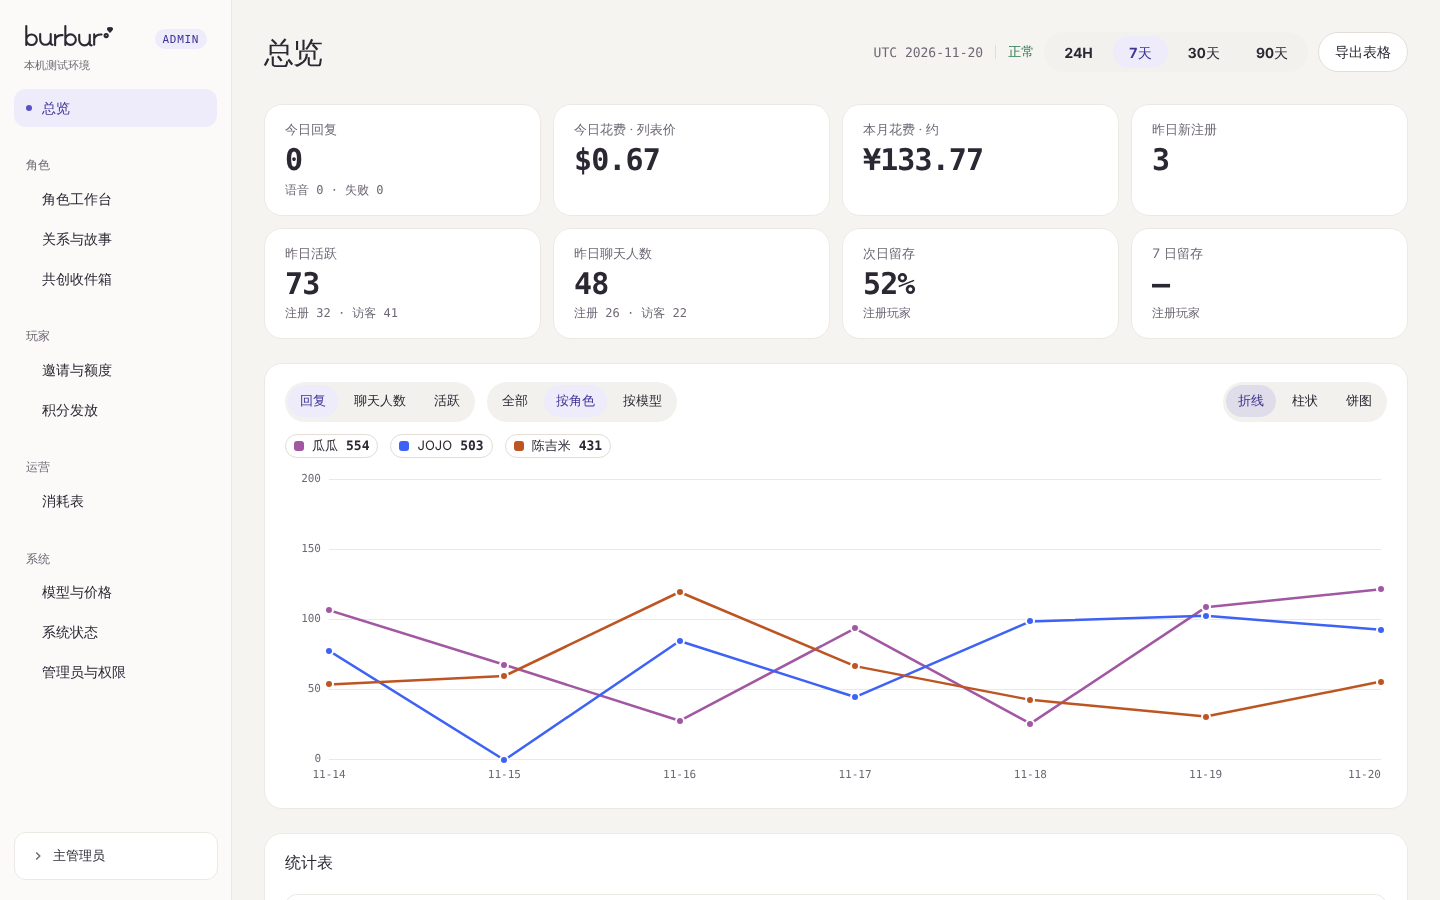 burbur
ADMIN
本机测试环境
总览
角色
角色工作台
关系与故事
共创收件箱
玩家
邀请与额度
积分发放
运营
消耗表
系统
模型与价格
系统状态
管理员与权限
主管理员
总览
UTC 2026-11-20 正常 24H 7天 30天 90天 导出表格
今日回复
0
语音 0 · 失败 0
今日花费 · 列表价
$0.67
本月花费 · 约
¥133.77
昨日新注册
3
昨日活跃
73
注册 32 · 访客 41
昨日聊天人数
48
注册 26 · 访客 22
次日留存
52%
注册玩家
7 日留存
—
注册玩家
回复 聊天人数 活跃 全部 按角色 按模型 折线 柱状 饼图
瓜瓜 554 JOJO 503 陈吉米 431
200
150
100
50
0
11-14 11-15 11-16 11-17 11-18 11-19 11-20
统计表